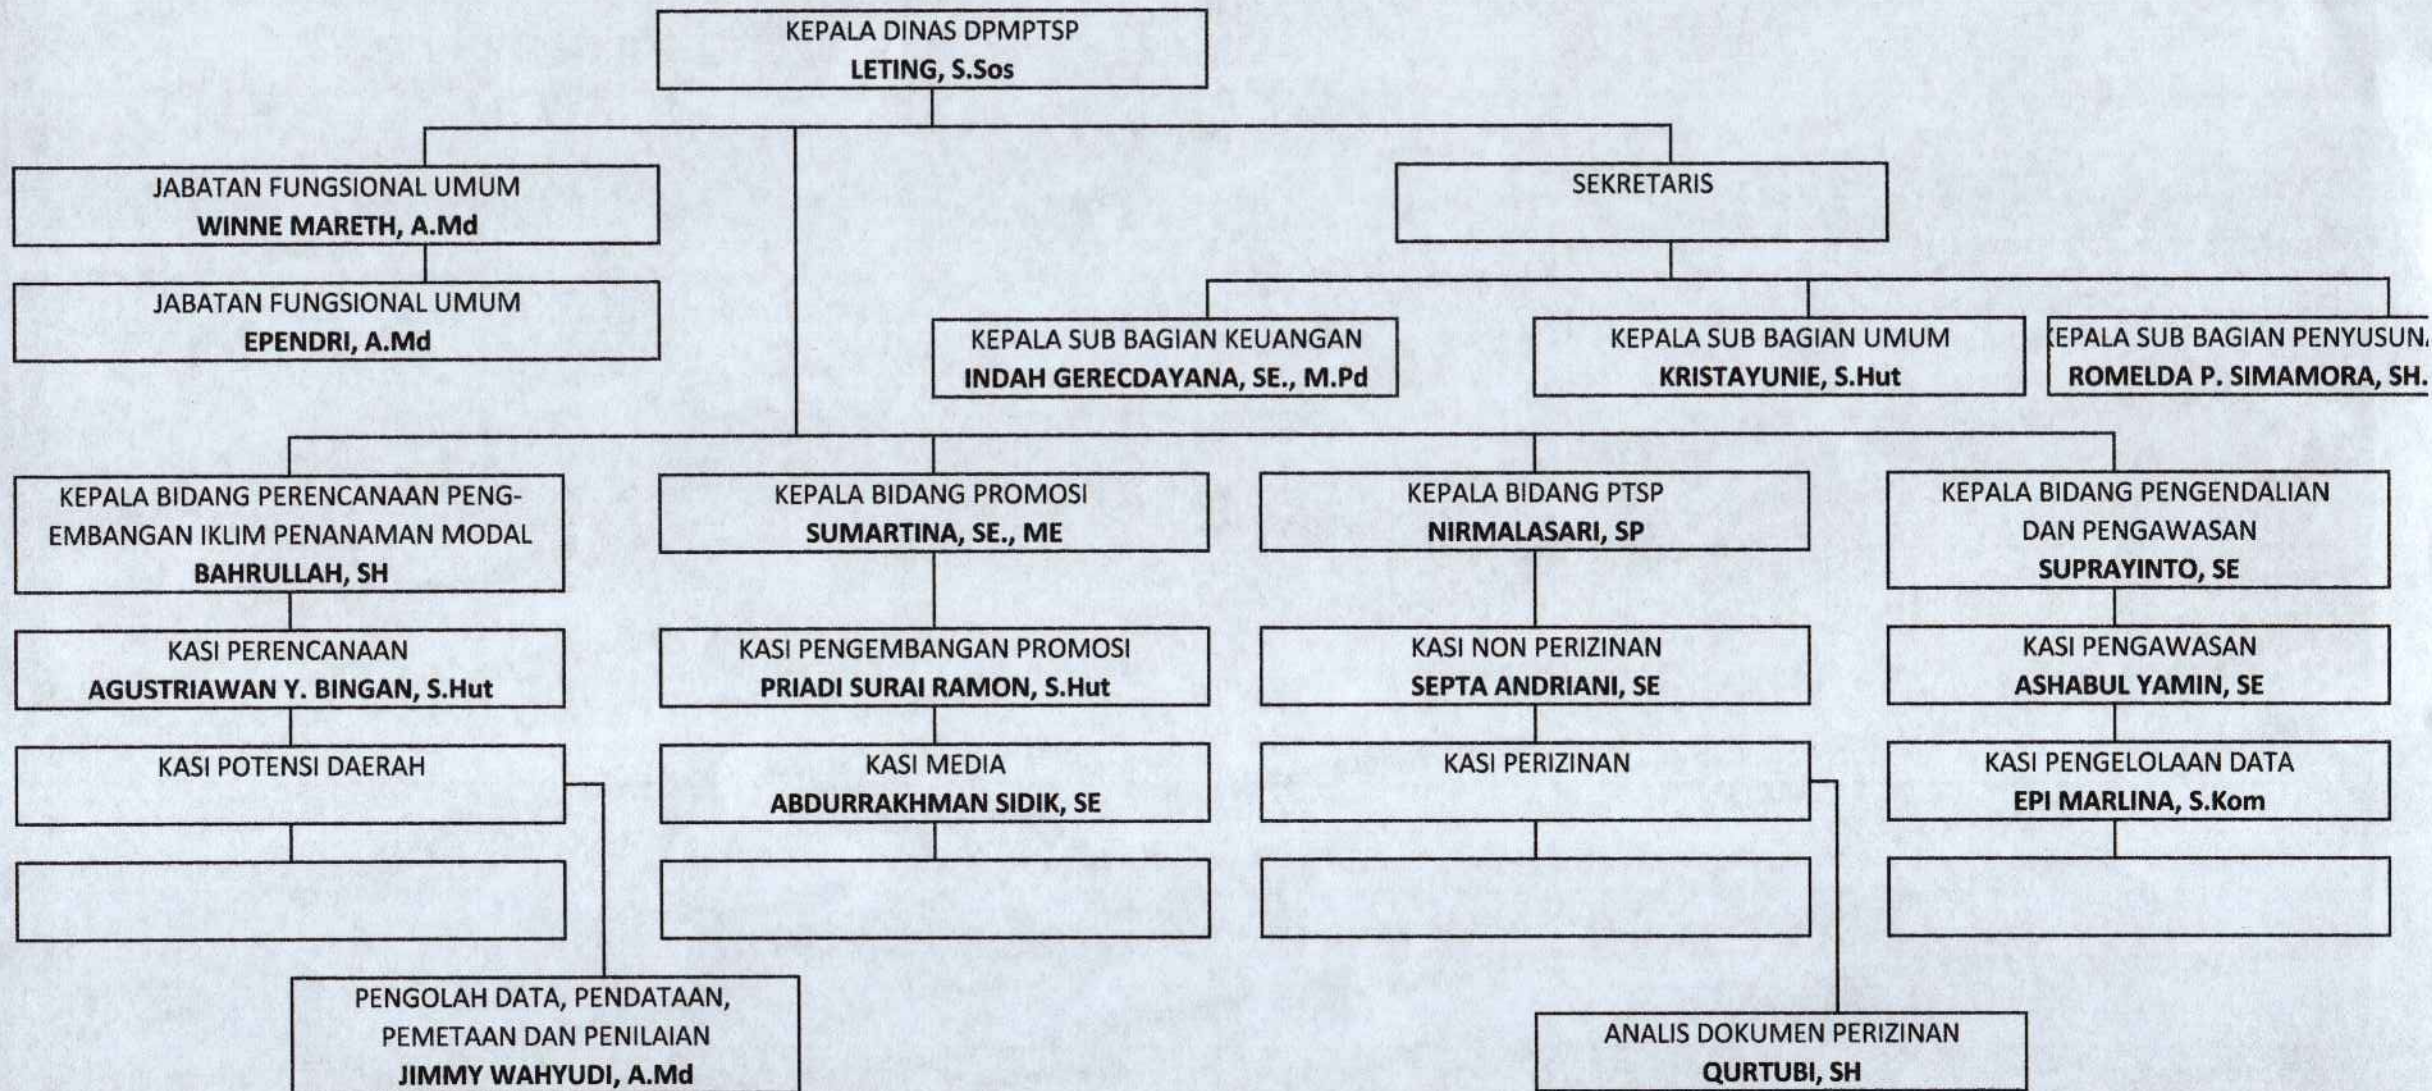 KEPALA DINAS DPMPTSP
LETING, S.Sos
JABATAN FUNGSIONAL UMUM
WINNE MARETH, A.Md
SEKRETARIS
JABATAN FUNGSIONAL UMUM
EPENDRI, A.Md
KEPALA SUB BAGIAN KEUANGAN
INDAH GERECDAYANA, SE., M.Pd
KEPALA SUB BAGIAN UMUM
KRISTAYUNIE, S.Hut
KEPALA SUB BAGIAN
ROMELDA P. SIMAMORA, SH.
KEPALA BIDANG PERENCANAAN PENG-
EMBANGAN IKLIM PENANAMAN MODAL
BAHRULLAH, SH
KEPALA BIDANG PROMOSI
SUMARTINA, SE., ME
KEPALA BIDANG PTSP
NIRMALASARI, SP
KEPALA BIDANG PENGENDALIAN
DAN PENGAWASAN
SUPRAYINTO, SE
KASI PERENCANAAN
AGUSTRIAWAN Y. BINGAN, S.Hut
KASI PENGEMBANGAN PROMOSI
PRIADI SURAI RAMON, S.Hut
KASI NON PERIZINAN
SEPTA ANDRIANI, SE
KASI PENGAWASAN
ASHABUL YAMIN, SE
KASI POTENSI DAERAH
KASI MEDIA
ABDURRAKHMAN SIDIK, SE
KASI PERIZINAN
KASI PENGELOLAAN DATA
EPI MARLINA, S.Kom
PENGOLAH DATA, PENDATAAN,
PEMETAAN DAN PENILAIAN
JIMMY WAHYUDI, A.Md
ANALIS DOKUMEN PERIZINAN
QURTUBI, SH